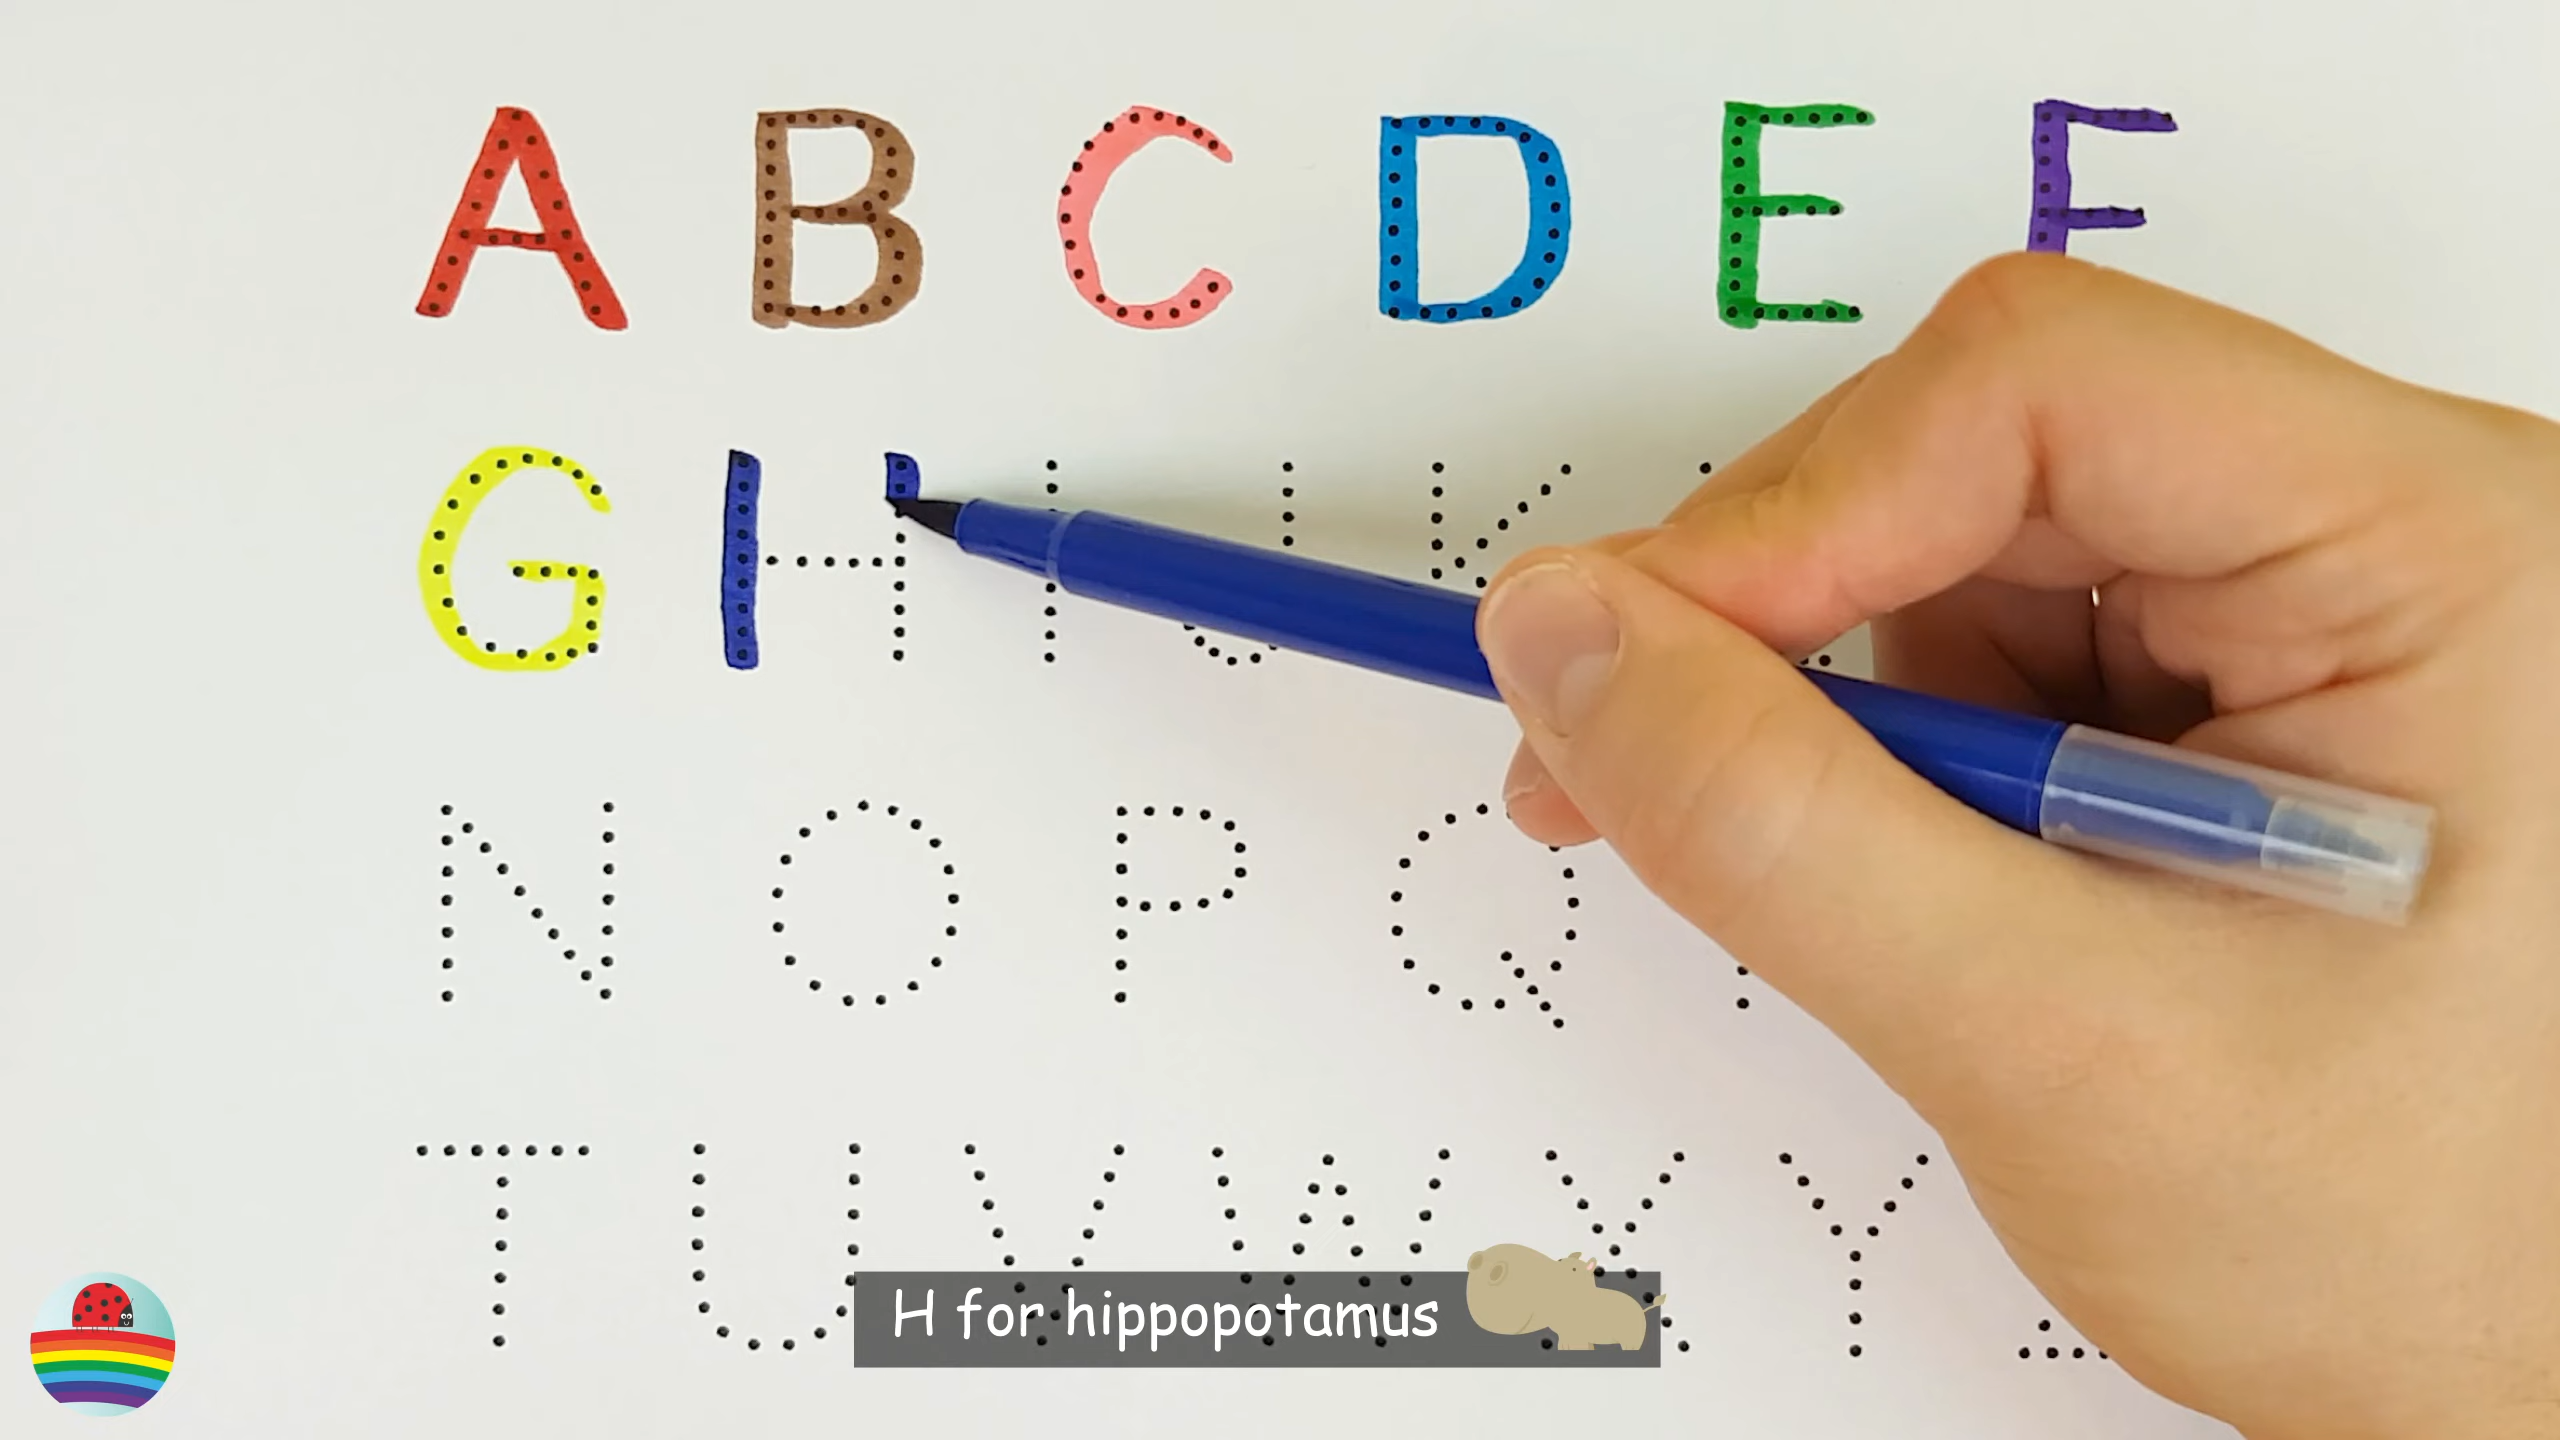 A B C D E F
G H I J K
N O P Q
T U V W X Y Z
H for hippopotamus